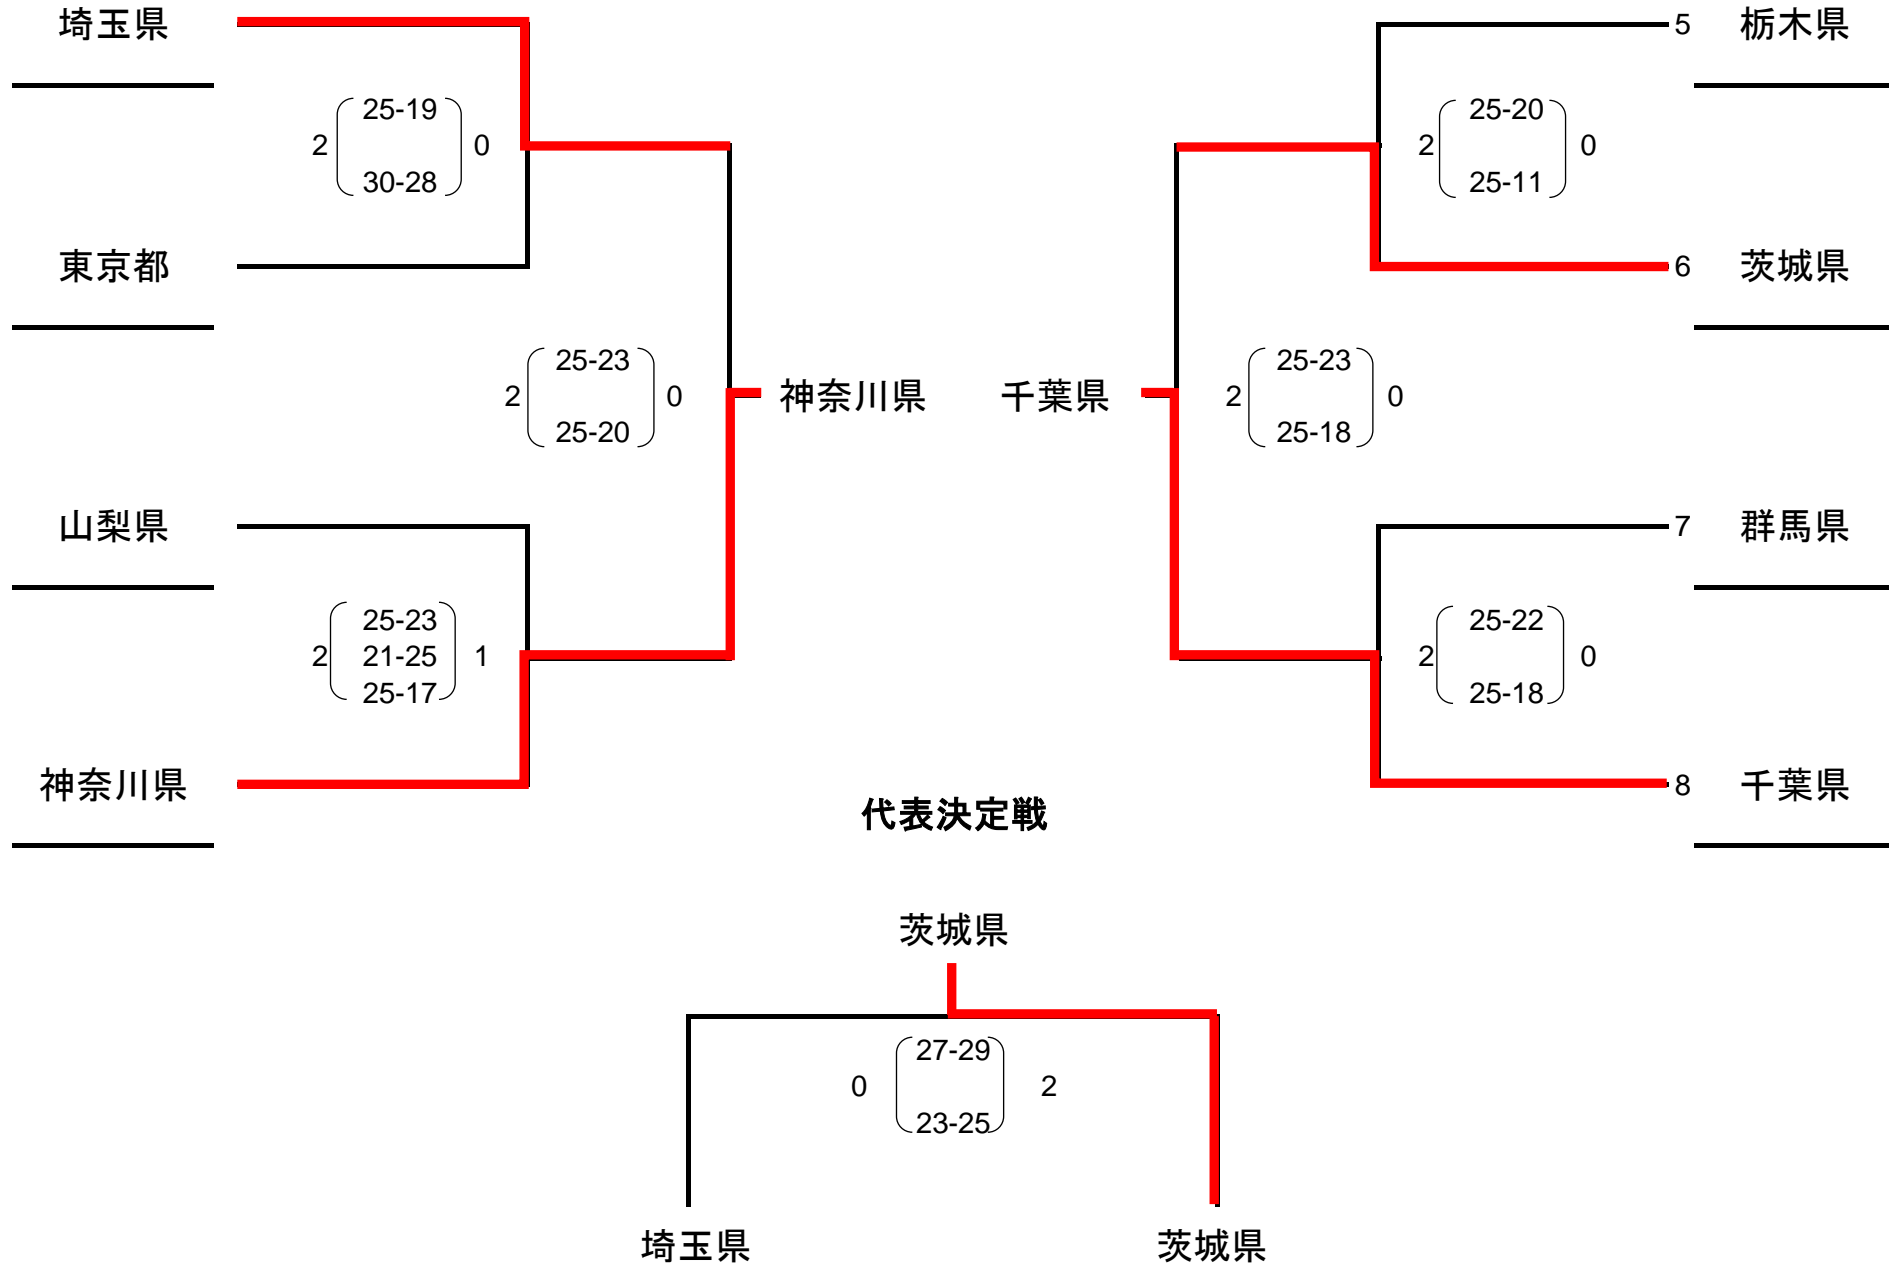 埼玉県
5 栃木県
25-19
2 0
30-28
25-20
2 0
25-11
東京都
6 茨城県
25-23
2 0
25-20
神奈川県
千葉県
25-23
2 0
25-18
山梨県
7 群馬県
25-23
2 21-25 1
25-17
25-22
2 0
25-18
神奈川県
8 千葉県
代表決定戦
茨城県
27-29
0 2
23-25
埼玉県
茨城県